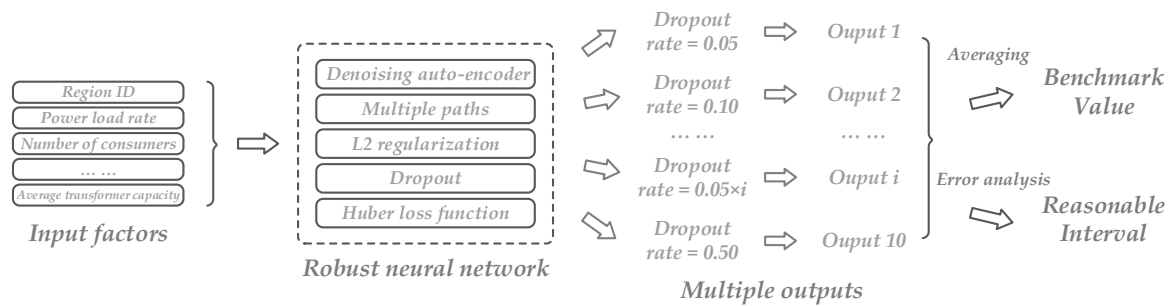 Region ID
Power load rate
Number of consumers
… …
Average transformer capacity
Input factors
Denoising auto-encoder
Multiple paths
L2 regularization
Dropout
Huber loss function
Robust neural network
Dropout
rate = 0.05
Ouput 1
Dropout
rate = 0.10
Ouput 2
… …
… …
Dropout
rate = 0.05×i
Ouput i
Dropout
rate = 0.50
Ouput 10
Multiple outputs
Averaging
Benchmark
Value
Error analysis
Reasonable
Interval